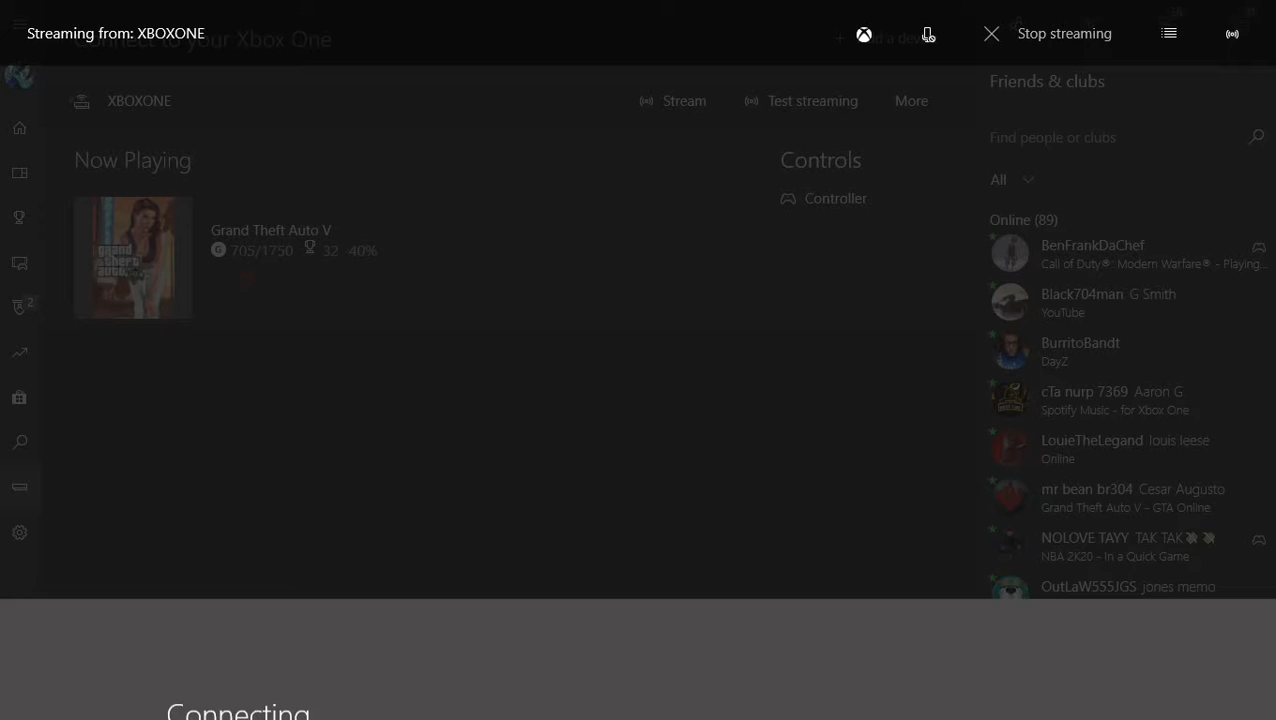 Streaming from: XBOXONE
Stop streaming
Connect to your Xbox One
XBOXONE
Stream
Test streaming
More
Now Playing
Grand Theft Auto V
G 705/1750 32 40%
grand theft auto
Controls
Controller
2
Friends & clubs
Find people or clubs
All
Online (89)
BenFrankDaChef
Call of Duty®: Modern Warfare® - Playing...
Black704man G Smith
YouTube
BurritoBandt
DayZ
cTa nurp 7369 Aaron G
Spotify Music - for Xbox One
LouieTheLegand louis leese
Online
mr bean br304 Cesar Augusto
Grand Theft Auto V – GTA Online
NOLOVE TAYY TAK TAK
NBA 2K20 – In a Quick Game
OutLaW555JGS jones memo
Connecting